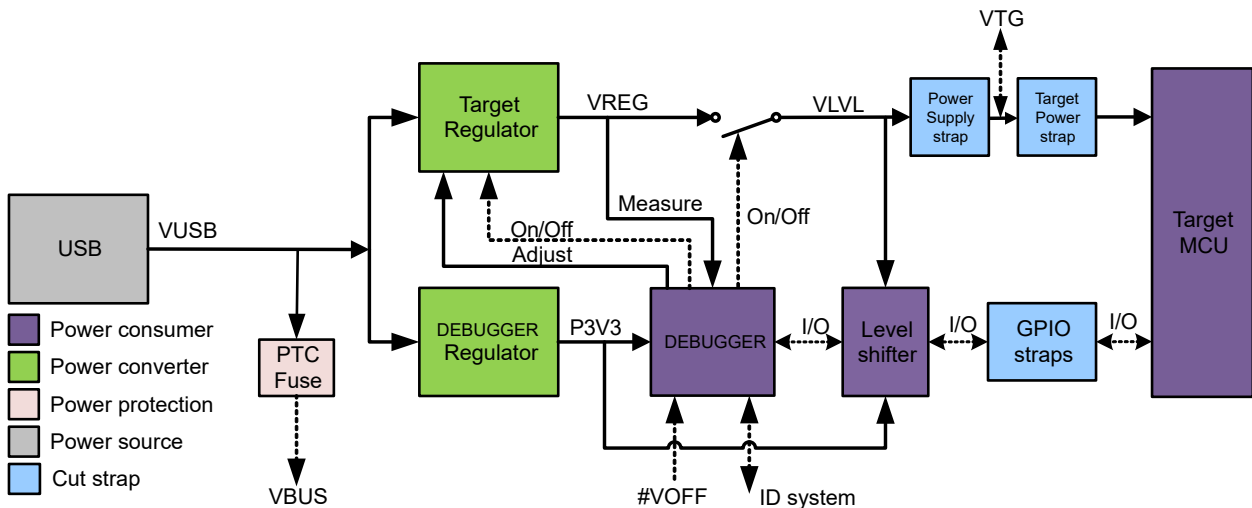 VTG
Target
Regulator
VREG
VLVL
Power
Supply
strap
Target
Power
strap
USB
VUSB
Measure
On/Off
On/Off
Adjust
Target
MCU
DEBUGGER
Regulator
P3V3
DEBUGGER
I/O
Level
shifter
I/O
GPIO
straps
I/O
PTC
Fuse
Power consumer
Power converter
Power protection
Power source
Cut strap
VBUS
#VOFF
ID system